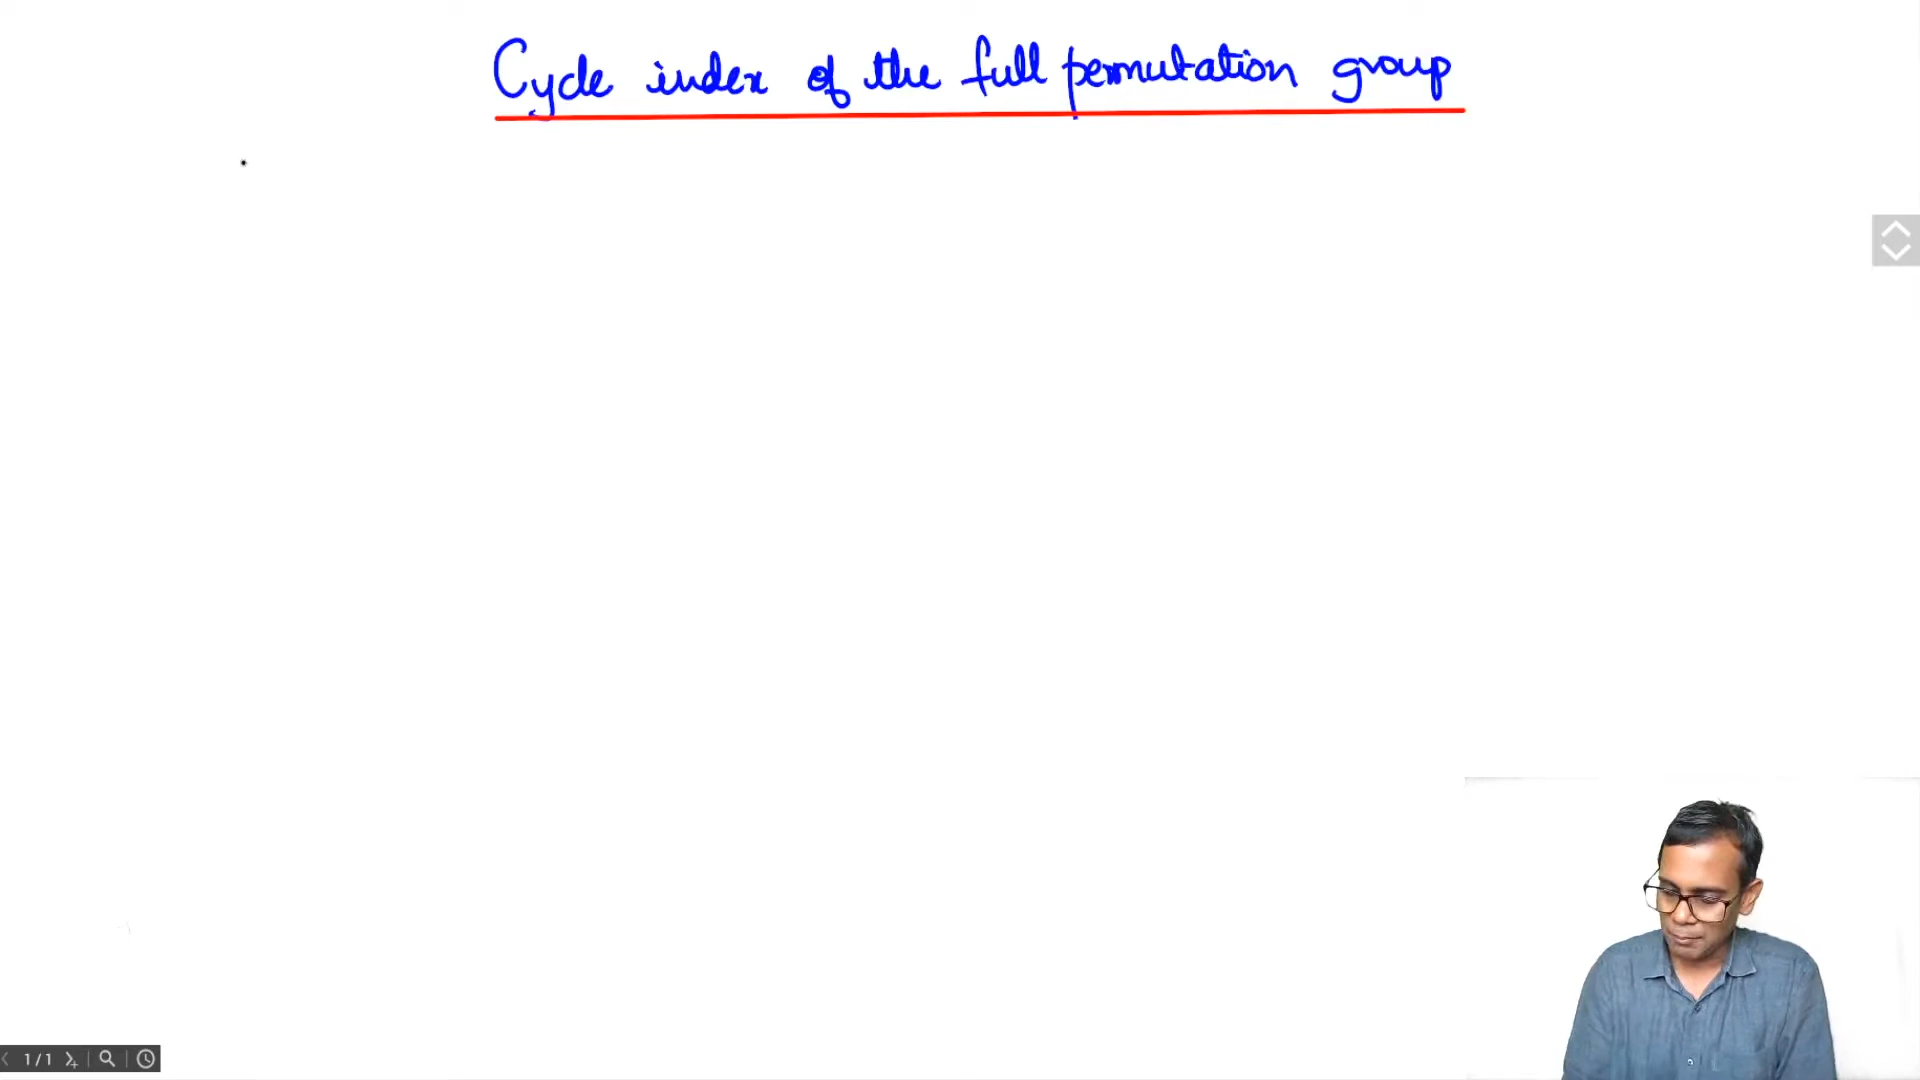 Cycle index of the full permutation group
1/1